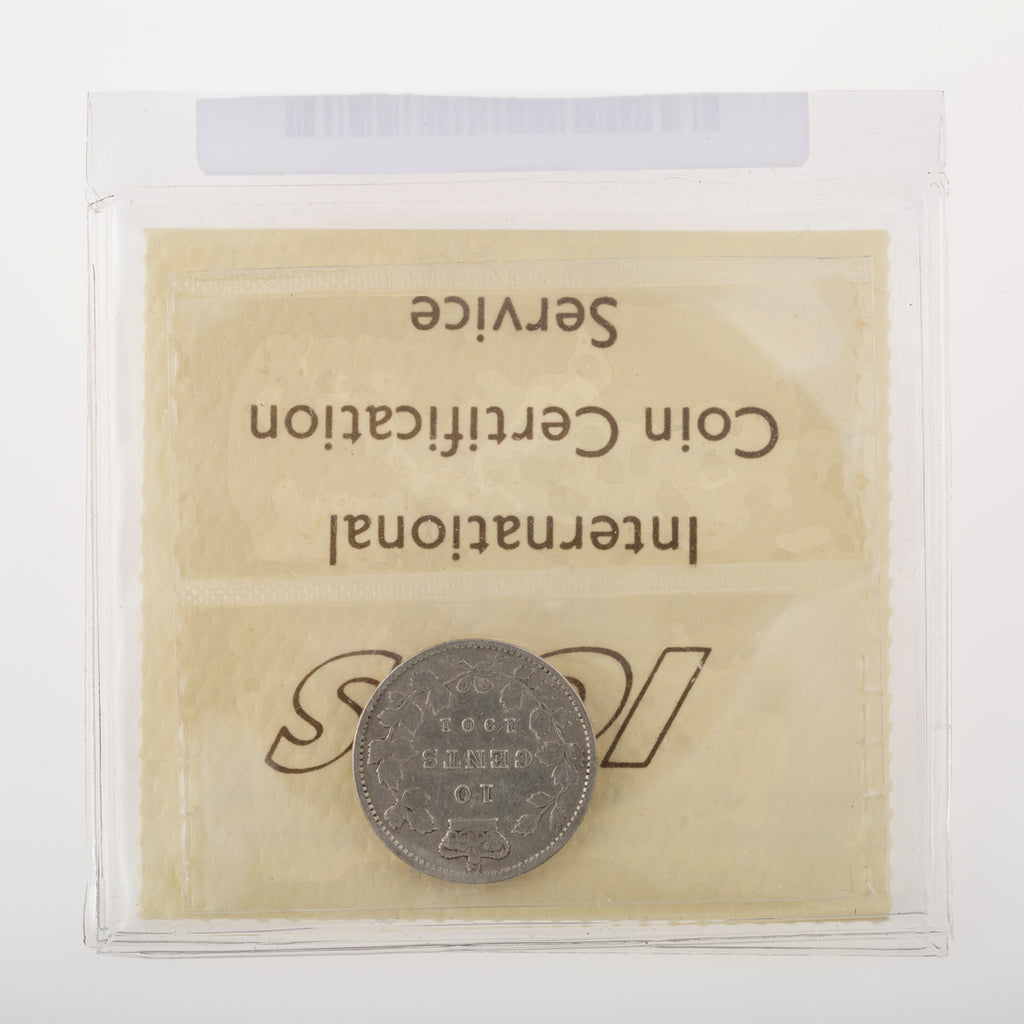 ICCS
10
CENTS
1901
International
Coin Certification
Service